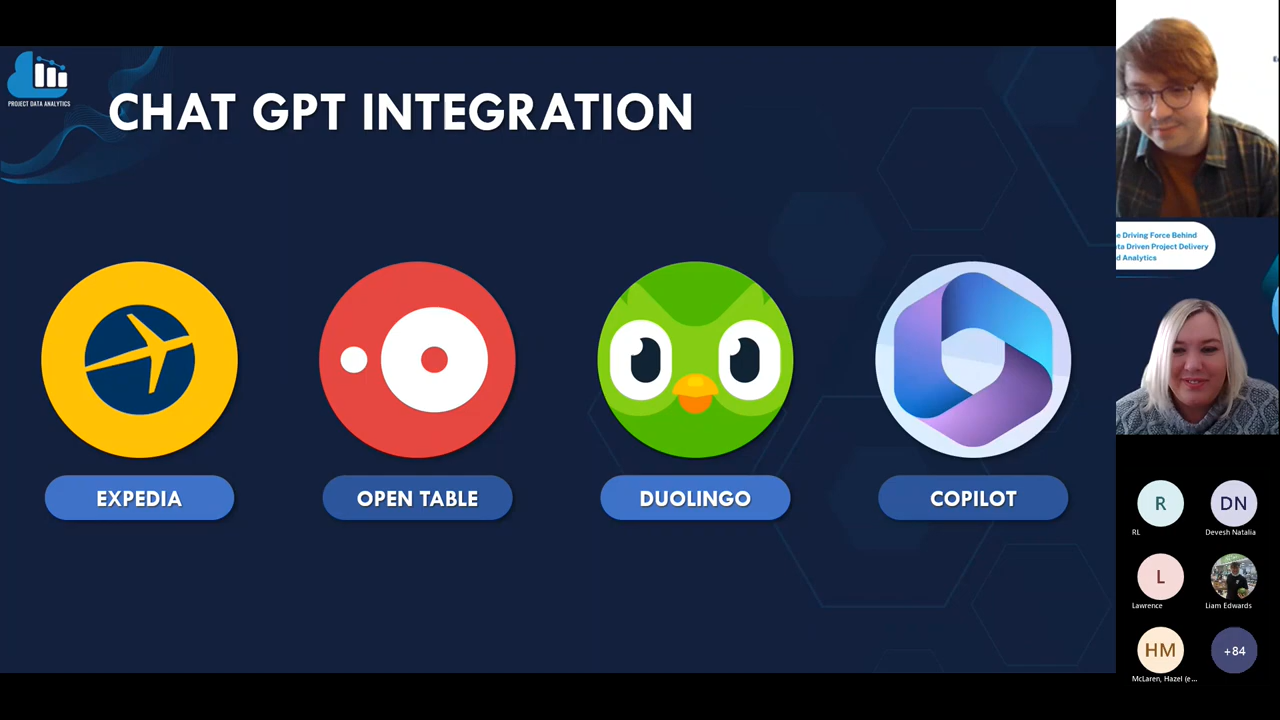 PROJECT DATA ANALYTICS
CHAT GPT INTEGRATION
EXPEDIA
OPEN TABLE
DUOLINGO
COPILOT
Driving Force Behind
Driven Project Delivery
Analytics
R
DN
RL
Devesh Natalia
L
Lawrence
Liam Edwards
HM
+84
McLaren, Hazel (e...